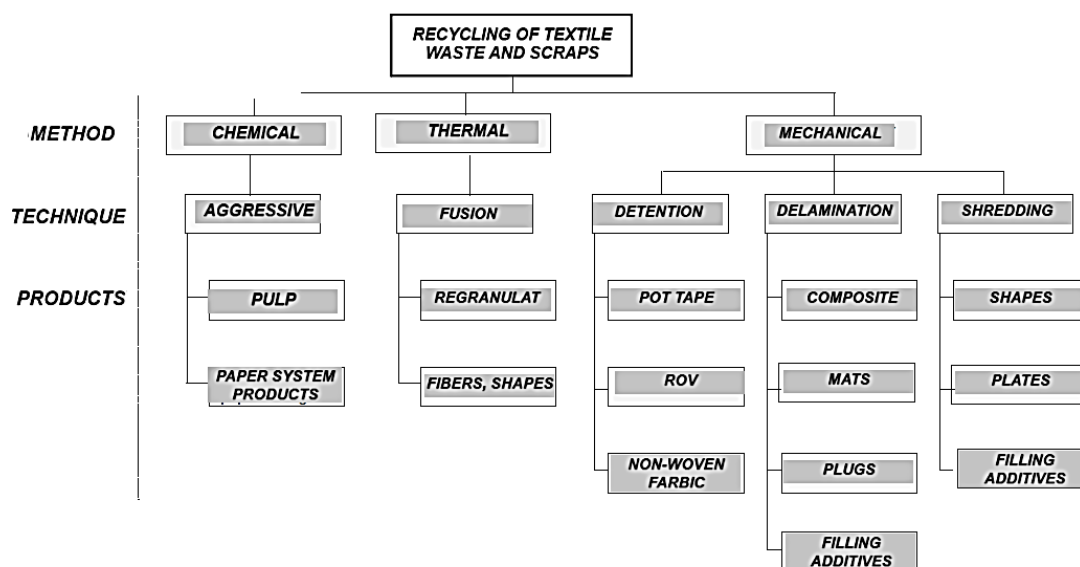 RECYCLING OF TEXTILE
WASTE AND SCRAPS
METHOD
CHEMICAL
THERMAL
MECHANICAL
TECHNIQUE
AGGRESSIVE
FUSION
DETENTION
DELAMINATION
SHREDDING
PRODUCTS
PULP
REGRANULAT
POT TAPE
COMPOSITE
SHAPES
PAPER SYSTEM
PRODUCTS
FIBERS, SHAPES
ROV
MATS
PLATES
NON-WOVEN
FARBIC
PLUGS
FILLING
ADDITIVES
FILLING
ADDITIVES